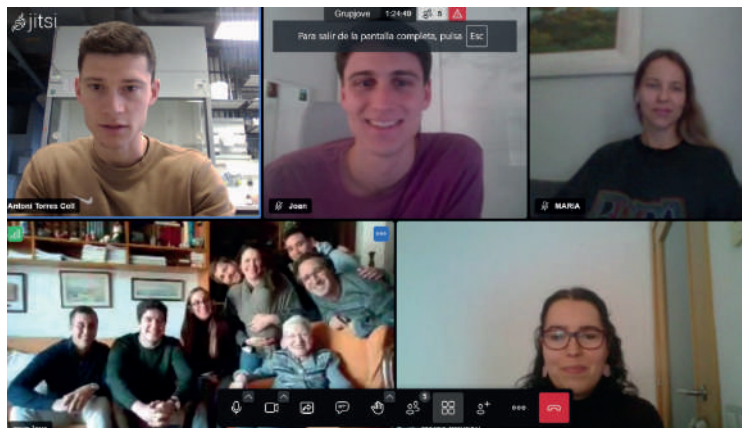 jitsi
Grupjove 1:24:49 5
Para salir de la pantalla completa, pulsa Esc
Antoni Torres Coll
Joan
MARIA
5